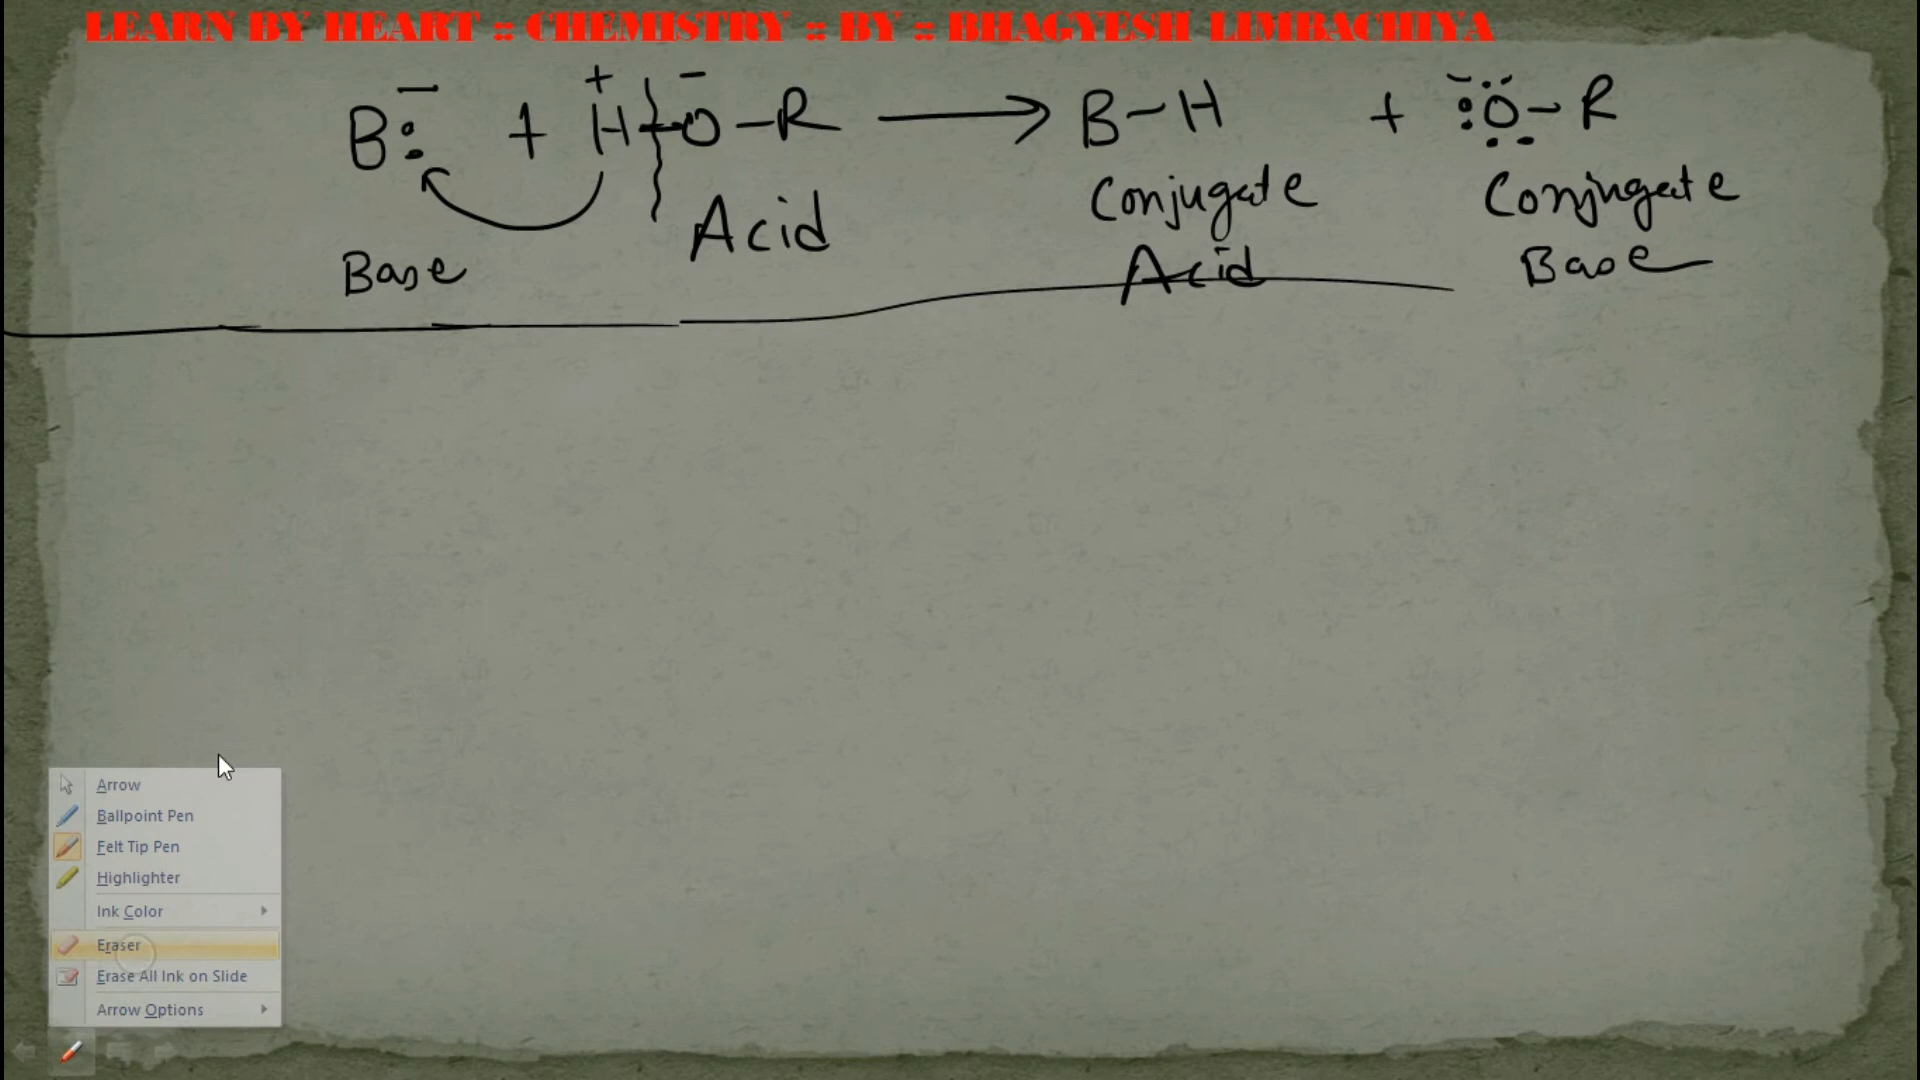 LEARN BY HEART :: CHEMISTRY :: BY :: BHAGYESH LIMBACHIYA
B:⁻ + H⁺–O⁻–R ⟶ B–H + ⁻:Ö–R
Base Acid Conjugate Conjugate
Acid Base
Arrow
Ballpoint Pen
Felt Tip Pen
Highlighter
Ink Color
Eraser
Erase All Ink on Slide
Arrow Options